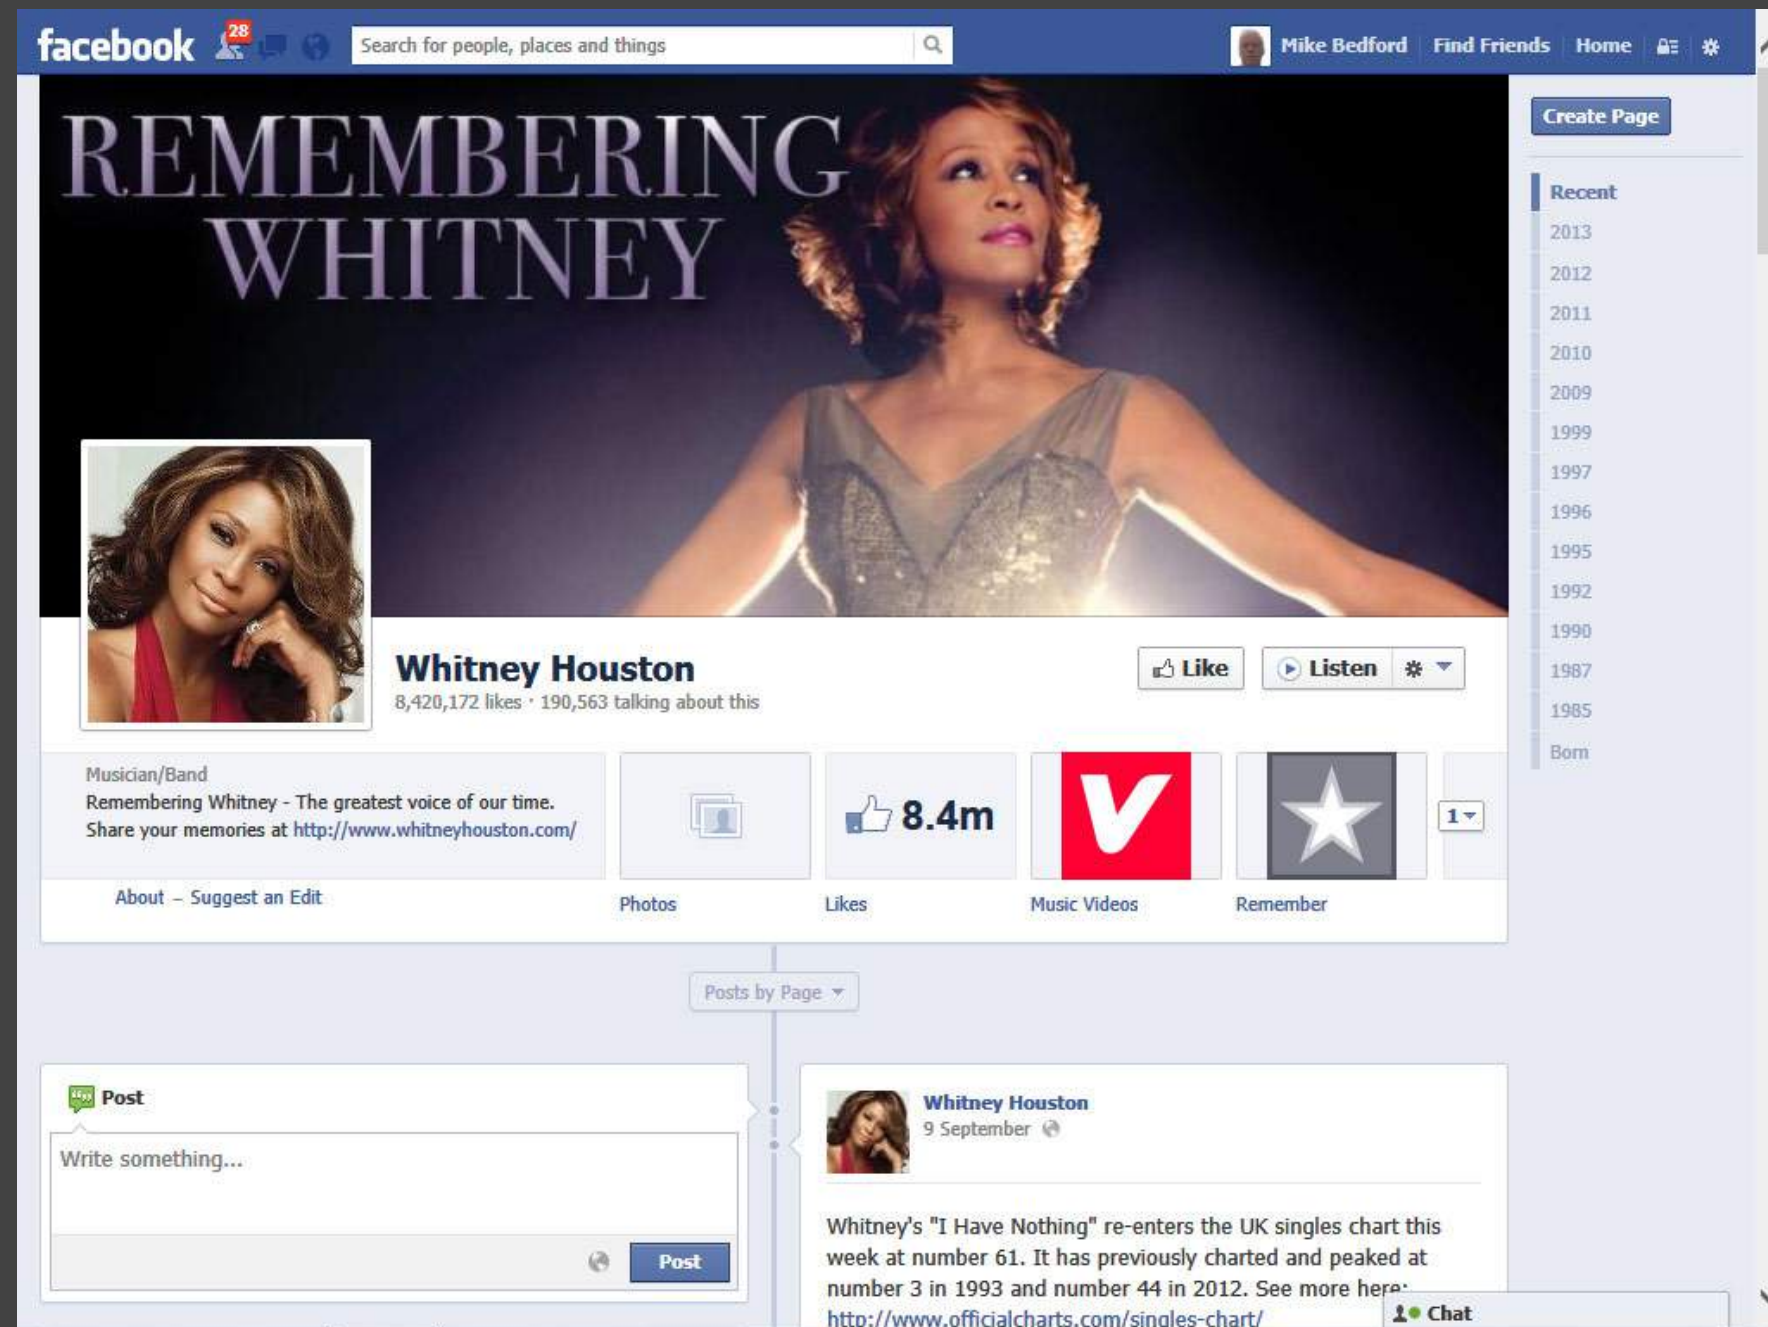 facebook
28
Search for people, places and things
Mike Bedford
Find Friends
Home
REMEMBERING
WHITNEY
Create Page
Recent
2013
2012
2011
2010
2009
1999
1997
1996
1995
1992
1990
1987
1985
Born
Whitney Houston
8,420,172 likes · 190,563 talking about this
Like
Listen
Musician/Band
Remembering Whitney - The greatest voice of our time.
Share your memories at http://www.whitneyhouston.com/
About – Suggest an Edit
8.4m
1
Photos
Likes
Music Videos
Remember
Posts by Page
Post
Write something...
Post
Whitney Houston
9 September
Whitney's "I Have Nothing" re-enters the UK singles chart this
week at number 61. It has previously charted and peaked at
number 3 in 1993 and number 44 in 2012. See more here:
http://www.officialcharts.com/singles-chart/
Chat